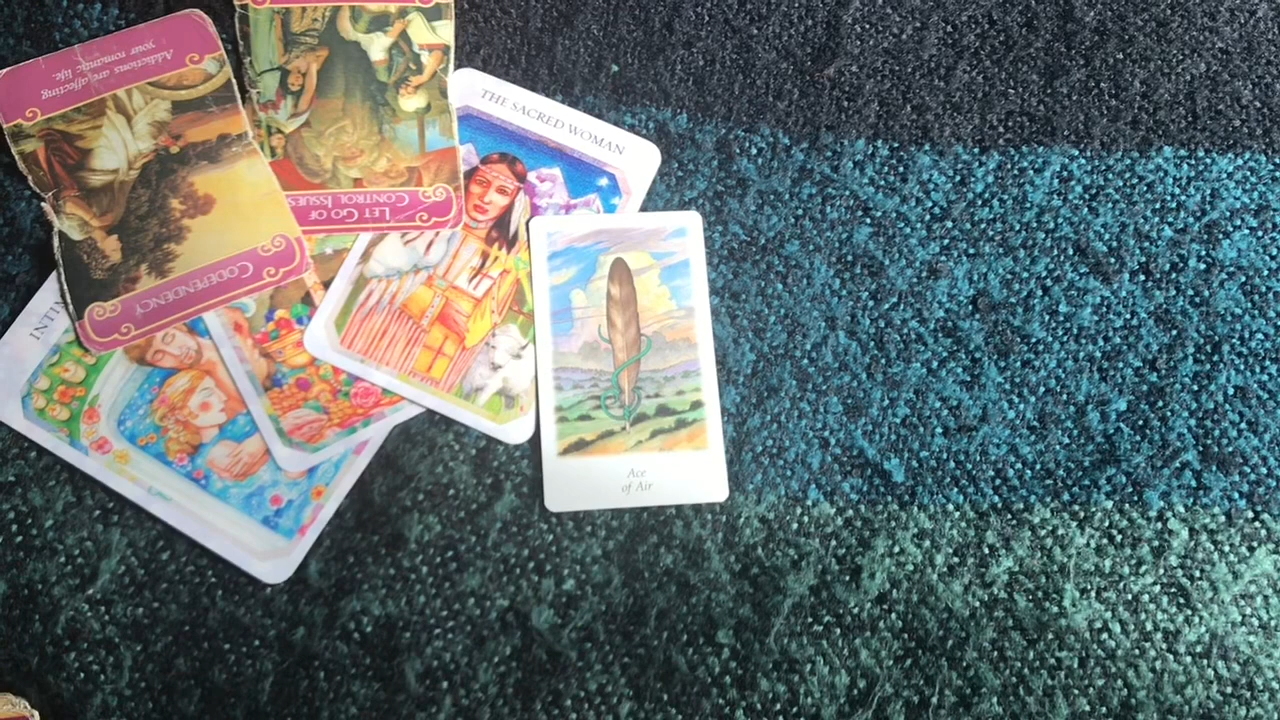 Addictions are affecting
your romantic life.
CODEPENDENCY
LET GO OF
CONTROL ISSUES
THE SACRED WOMAN
Ace
of Air